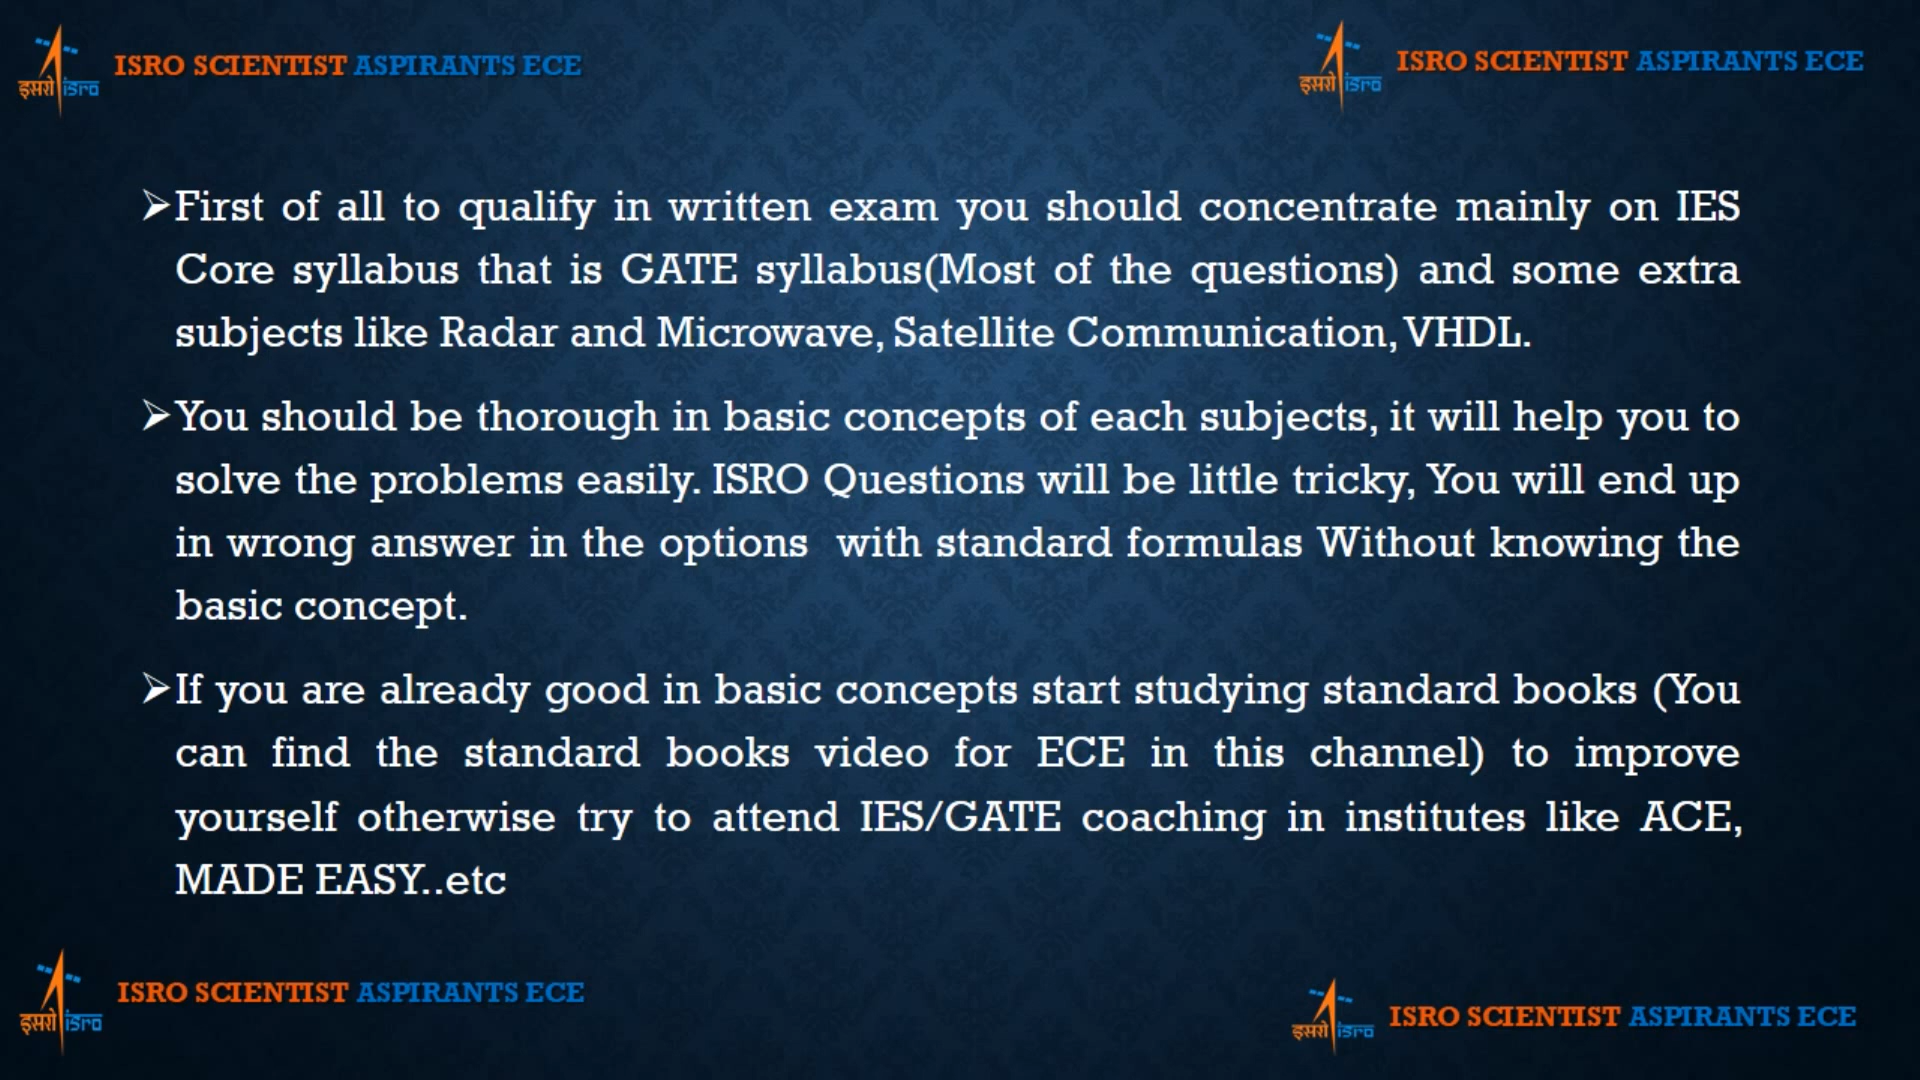 इसरो isro ISRO SCIENTIST ASPIRANTS ECE
इसरो isro ISRO SCIENTIST ASPIRANTS ECE
➢First of all to qualify in written exam you should concentrate mainly on IES
Core syllabus that is GATE syllabus(Most of the questions) and some extra
subjects like Radar and Microwave, Satellite Communication, VHDL.
➢You should be thorough in basic concepts of each subjects, it will help you to
solve the problems easily. ISRO Questions will be little tricky, You will end up
in wrong answer in the options  with standard formulas Without knowing the
basic concept.
➢If you are already good in basic concepts start studying standard books (You
can find the standard books video for ECE in this channel) to improve
yourself otherwise try to attend IES/GATE coaching in institutes like ACE,
MADE EASY..etc
इसरो isro ISRO SCIENTIST ASPIRANTS ECE
इसरो isro ISRO SCIENTIST ASPIRANTS ECE